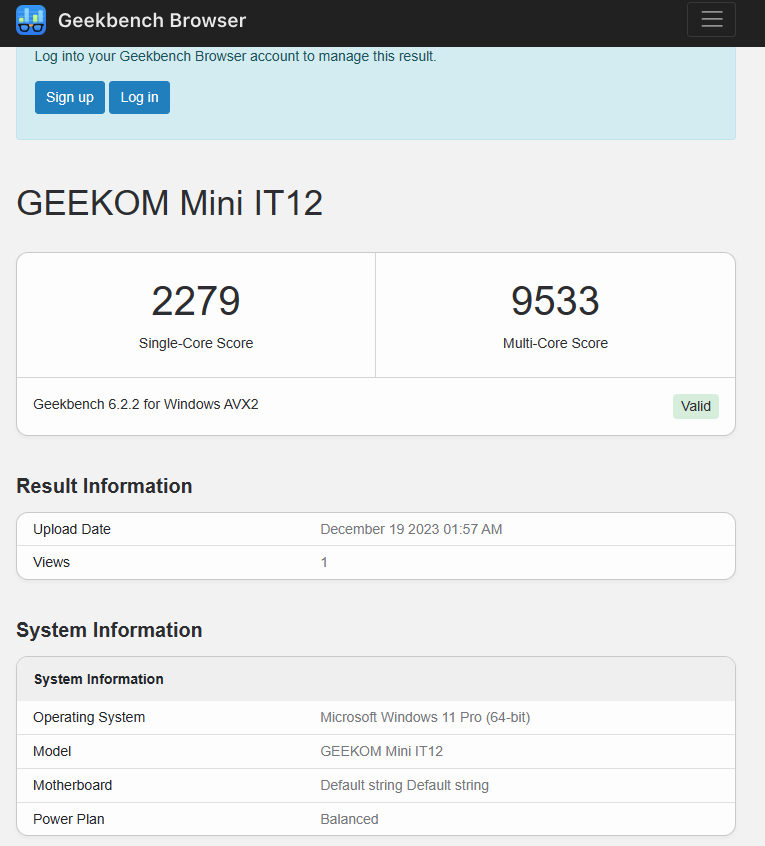 Geekbench Browser
Log into your Geekbench Browser account to manage this result.
Sign up Log in
GEEKOM Mini IT12
2279 9533
Single-Core Score Multi-Core Score
Geekbench 6.2.2 for Windows AVX2 Valid
Result Information
Upload Date December 19 2023 01:57 AM
Views 1
System Information
System Information
Operating System Microsoft Windows 11 Pro (64-bit)
Model GEEKOM Mini IT12
Motherboard Default string Default string
Power Plan Balanced